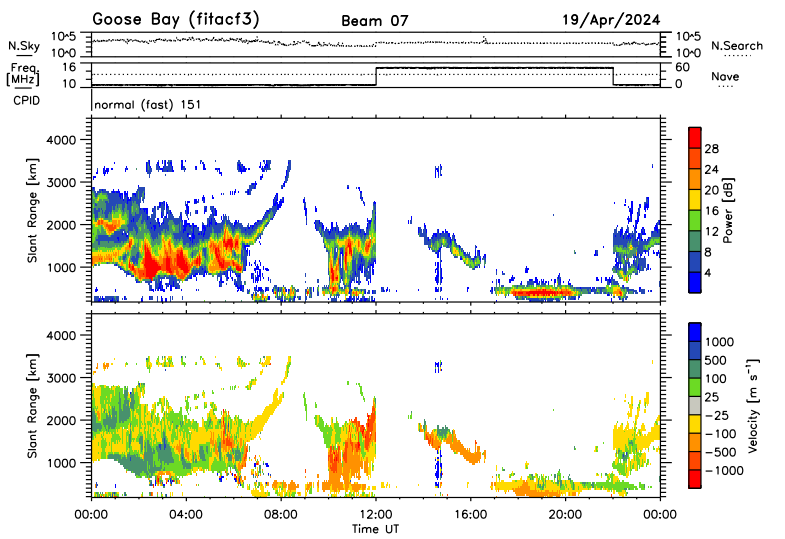 Goose Bay (fitacf3) Beam 07 19/Apr/2024
N.Sky 10^5 10^0 10^5 10^0 N.Search
Freq. [MHz] 16 10 60 0 Nave
CPID normal (fast) 151
Slant Range [km] 4000 3000 2000 1000
Power [dB] 28 24 20 16 12 8 4
Slant Range [km] 4000 3000 2000 1000
Velocity [m s^-1] 1000 500 100 25 -25 -100 -500 -1000
00:00 04:00 08:00 12:00 16:00 20:00 00:00
Time UT